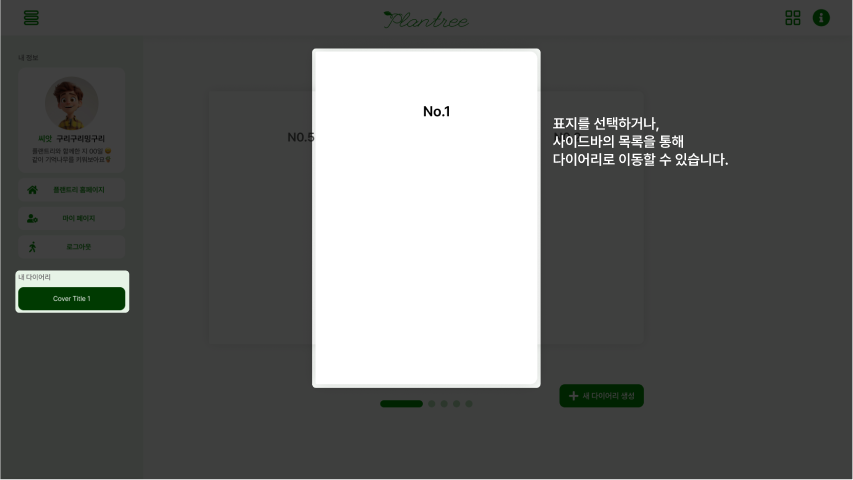 Plantree
내 정보
씨앗 구리구리빙구리
플랜트리와 함께한 지 00일
같이 기억나무를 키워보아요
플랜트리 홈페이지
마이 페이지
로그아웃
내 다이어리
Cover Title 1
NO.5
No.1
표지를 선택하거나,
사이드바의 목록을 통해
다이어리로 이동할 수 있습니다.
새 다이어리 생성